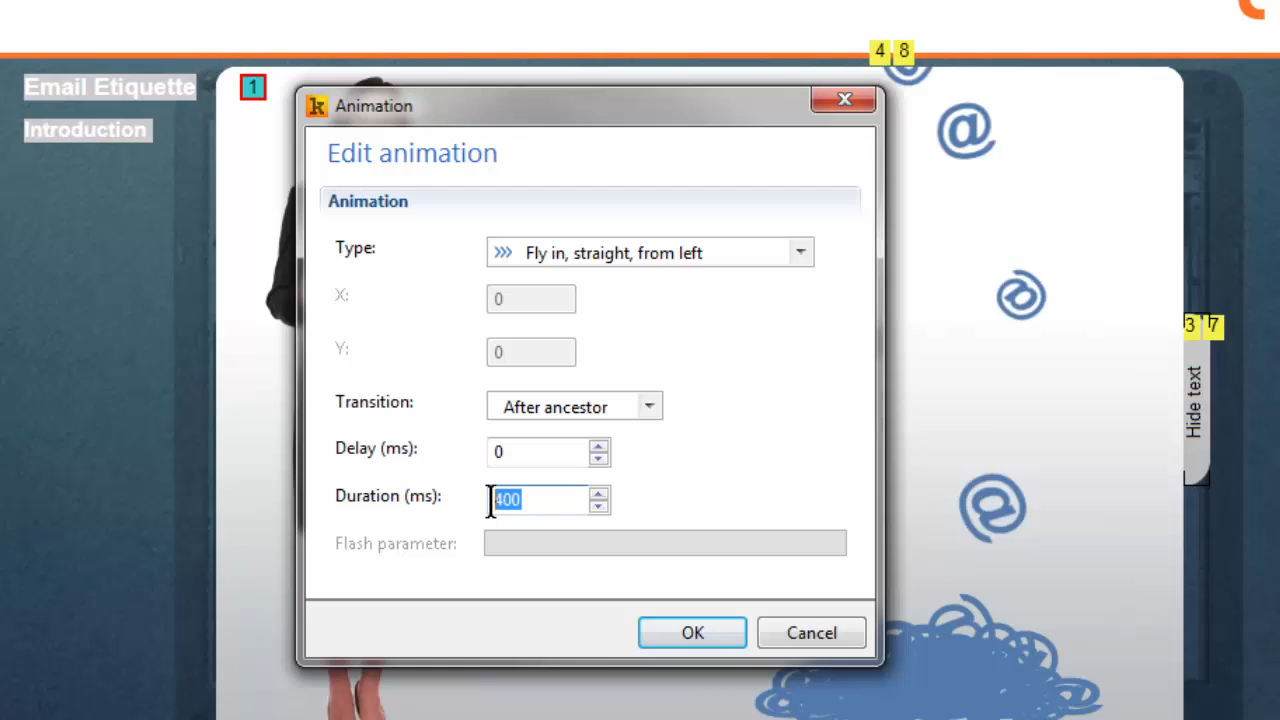 4 8
Email Etiquette
1
Introduction
k Animation
Edit animation
Animation
Type: Fly in, straight, from left
X: 0
Y: 0
Transition: After ancestor
Delay (ms): 0
Duration (ms): 400
Flash parameter:
OK Cancel
3 7
Hide text
@
@
@
@